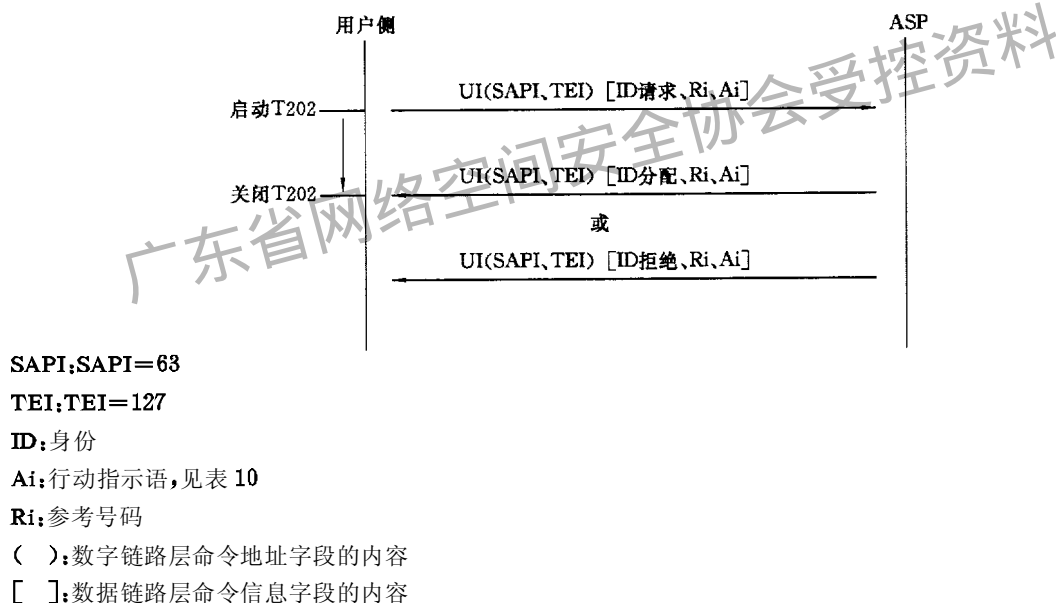 用户侧
ASP
UI(SAPI、TEI) [ID请求、Ri、Ai]
启动T202
UI(SAPI、TEI) [ID分配、Ri、Ai]
关闭T202
或
UI(SAPI、TEI) [ID拒绝、Ri、Ai]
广东省网络空间安全协会受控资料
SAPI:SAPI=63
TEI:TEI=127
ID:身份
Ai:行动指示语,见表 10
Ri:参考号码
( ):数字链路层命令地址字段的内容
[ ]:数据链路层命令信息字段的内容